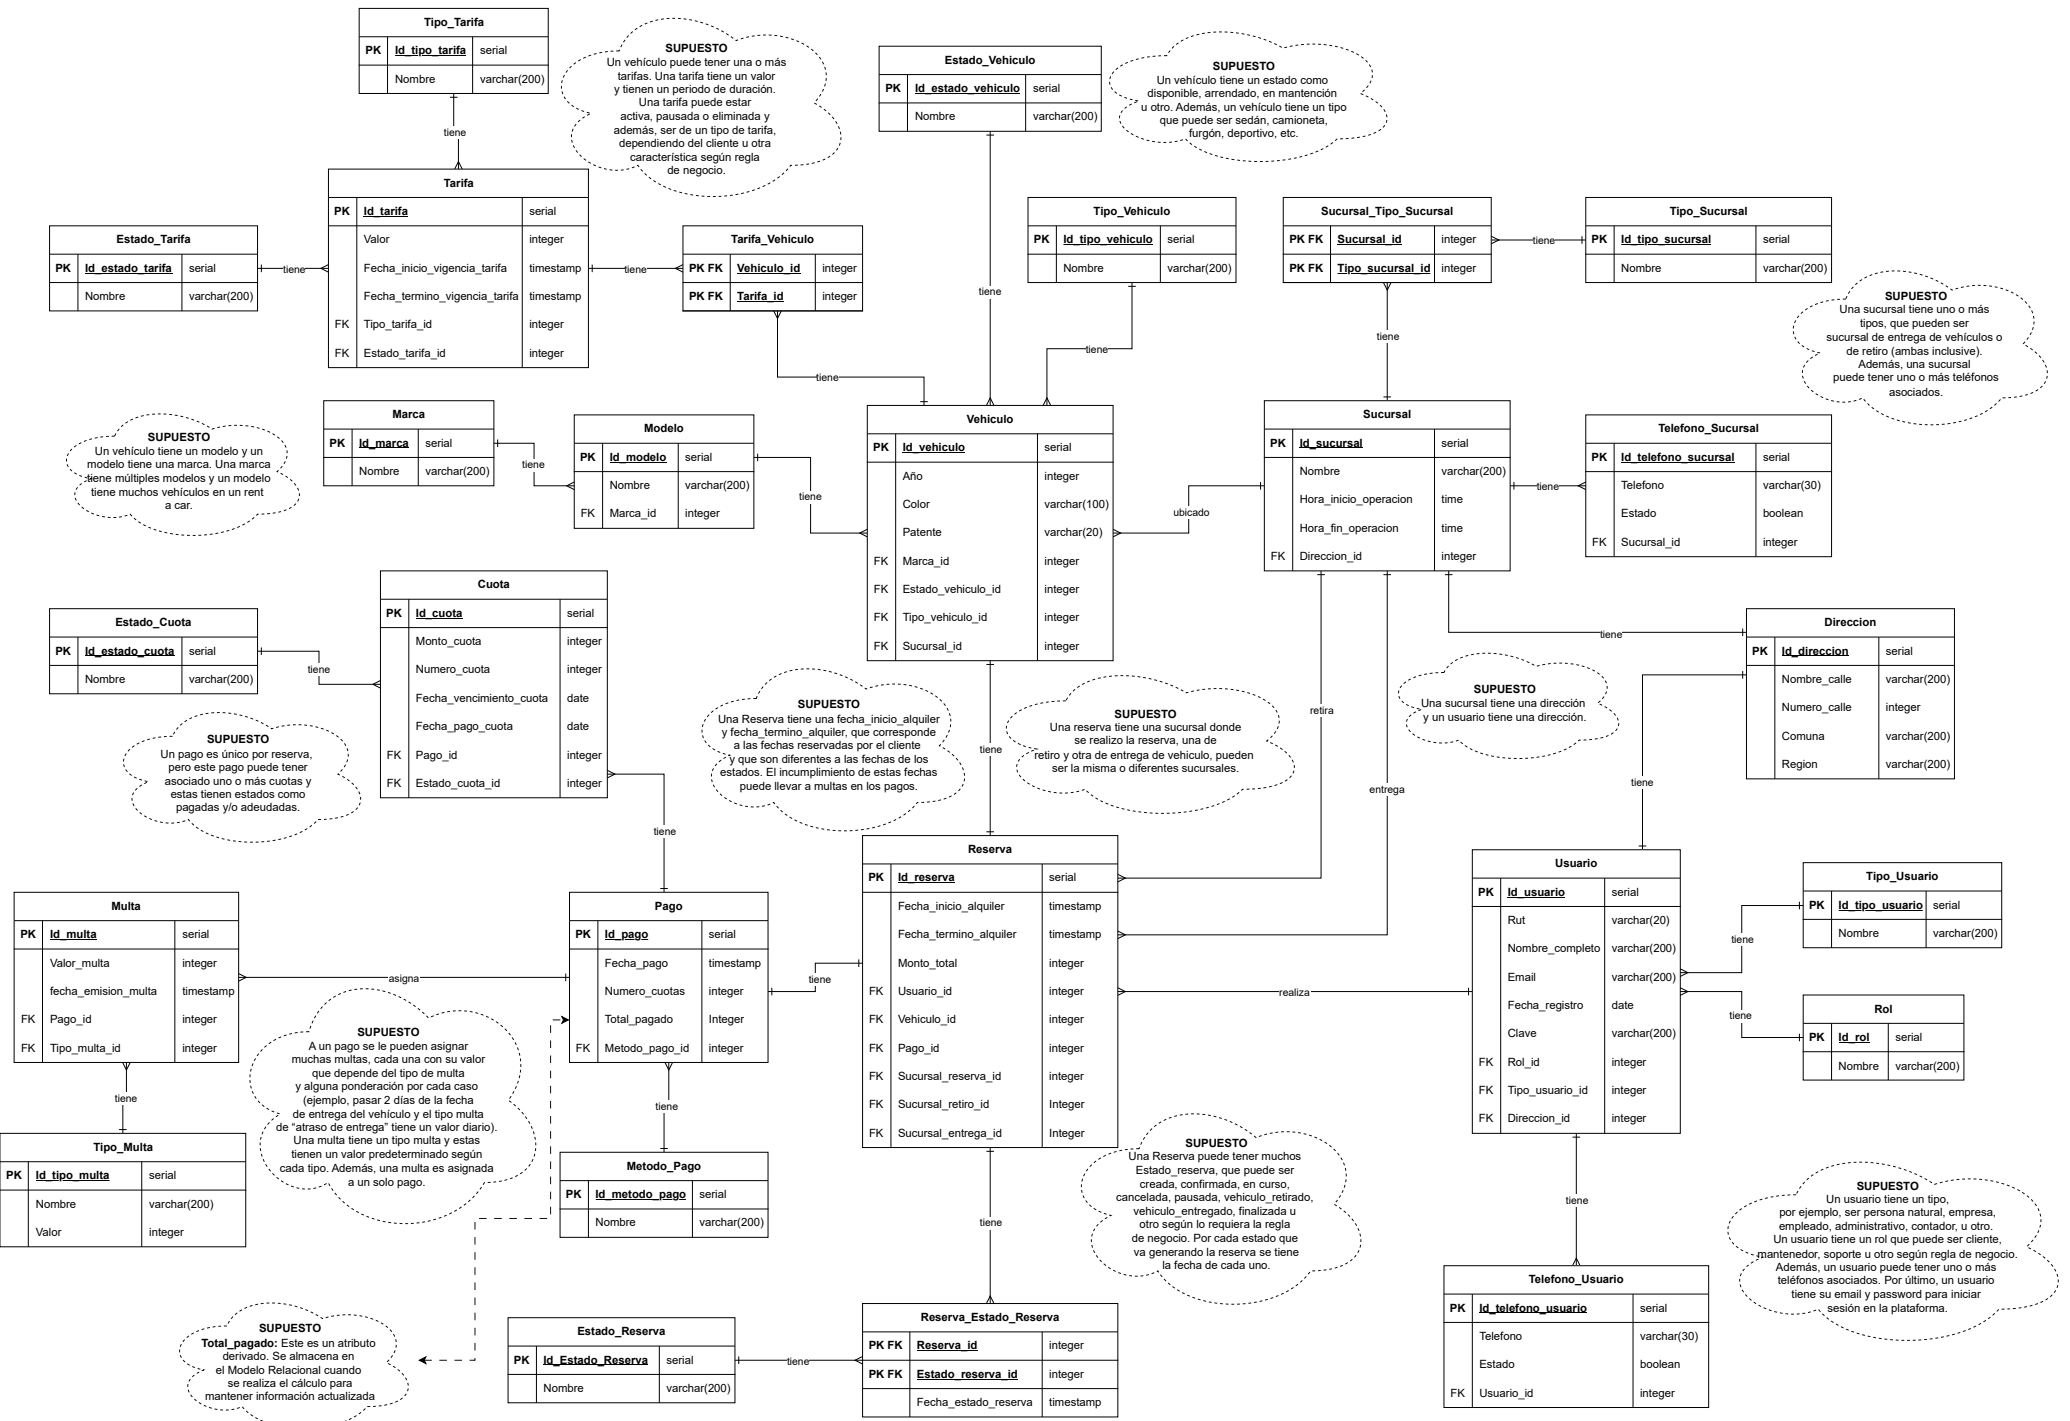 Tipo_Tarifa
PK Id_tipo_tarifa serial
Nombre varchar(200)
tiene
SUPUESTO
Un vehículo puede tener una o más
tarifas. Una tarifa tiene un valor
y tienen un periodo de duración.
Una tarifa puede estar
activa, pausada o eliminada y
además, ser de un tipo de tarifa,
dependiendo del cliente u otra
característica según regla
de negocio.
Estado_Vehiculo
PK Id_estado_vehiculo serial
Nombre varchar(200)
tiene
SUPUESTO
Un vehículo tiene un estado como
disponible, arrendado, en mantención
u otro. Además, un vehículo tiene un tipo
que puede ser sedán, camioneta,
furgón, deportivo, etc.
Tarifa
PK Id_tarifa serial
Valor integer
Fecha_inicio_vigencia_tarifa timestamp
Fecha_termino_vigencia_tarifa timestamp
FK Tipo_tarifa_id integer
FK Estado_tarifa_id integer
Estado_Tarifa
PK Id_estado_tarifa serial
Nombre varchar(200)
tiene
tiene
Tarifa_Vehiculo
PK FK Vehiculo_id integer
PK FK Tarifa_id integer
tiene
Tipo_Vehiculo
PK Id_tipo_vehiculo serial
Nombre varchar(200)
tiene
Sucursal_Tipo_Sucursal
PK FK Sucursal_id integer
PK FK Tipo_sucursal_id integer
tiene
tiene
Tipo_Sucursal
PK Id_tipo_sucursal serial
Nombre varchar(200)
SUPUESTO
Una sucursal tiene uno o más
tipos, que pueden ser
sucursal de entrega de vehículos o
de retiro (ambas inclusive).
Además, una sucursal
puede tener uno o más teléfonos
asociados.
SUPUESTO
Un vehículo tiene un modelo y un
modelo tiene una marca. Una marca
tiene múltiples modelos y un modelo
tiene muchos vehículos en un rent
a car.
Marca
PK Id_marca serial
Nombre varchar(200)
tiene
Modelo
PK Id_modelo serial
Nombre varchar(200)
FK Marca_id integer
tiene
Vehiculo
PK Id_vehiculo serial
Año integer
Color varchar(100)
Patente varchar(20)
FK Marca_id integer
FK Estado_vehiculo_id integer
FK Tipo_vehiculo_id integer
FK Sucursal_id integer
ubicado
Sucursal
PK Id_sucursal serial
Nombre varchar(200)
Hora_inicio_operacion time
Hora_fin_operacion time
FK Direccion_id integer
tiene
Telefono_Sucursal
PK Id_telefono_sucursal serial
Telefono varchar(30)
Estado boolean
FK Sucursal_id integer
Estado_Cuota
PK Id_estado_cuota serial
Nombre varchar(200)
tiene
Cuota
PK Id_cuota serial
Monto_cuota integer
Numero_cuota integer
Fecha_vencimiento_cuota date
Fecha_pago_cuota date
FK Pago_id integer
FK Estado_cuota_id integer
tiene
SUPUESTO
Un pago es único por reserva,
pero este pago puede tener
asociado uno o más cuotas y
estas tienen estados como
pagadas y/o adeudadas.
SUPUESTO
Una Reserva tiene una fecha_inicio_alquiler
y fecha_termino_alquiler, que corresponde
a las fechas reservadas por el cliente
y que son diferentes a las fechas de los
estados. El incumplimiento de estas fechas
puede llevar a multas en los pagos.
tiene
SUPUESTO
Una reserva tiene una sucursal donde
se realizo la reserva, una de
retiro y otra de entrega de vehiculo, pueden
ser la misma o diferentes sucursales.
retira
entrega
SUPUESTO
Una sucursal tiene una dirección
y un usuario tiene una dirección.
tiene
Direccion
PK Id_direccion serial
Nombre_calle varchar(200)
Numero_calle integer
Comuna varchar(200)
Region varchar(200)
tiene
Multa
PK Id_multa serial
Valor_multa integer
fecha_emision_multa timestamp
FK Pago_id integer
FK Tipo_multa_id integer
tiene
asigna
Pago
PK Id_pago serial
Fecha_pago timestamp
Numero_cuotas integer
Total_pagado Integer
FK Metodo_pago_id integer
tiene
tiene
Reserva
PK Id_reserva serial
Fecha_inicio_alquiler timestamp
Fecha_termino_alquiler timestamp
Monto_total integer
FK Usuario_id integer
FK Vehiculo_id integer
FK Pago_id integer
FK Sucursal_reserva_id integer
FK Sucursal_retiro_id Integer
FK Sucursal_entrega_id Integer
realiza
Usuario
PK Id_usuario serial
Rut varchar(20)
Nombre_completo varchar(200)
Email varchar(200)
Fecha_registro date
Clave varchar(200)
FK Rol_id integer
FK Tipo_usuario_id integer
FK Direccion_id integer
tiene
tiene
Tipo_Usuario
PK Id_tipo_usuario serial
Nombre varchar(200)
Rol
PK Id_rol serial
Nombre varchar(200)
SUPUESTO
A un pago se le pueden asignar
muchas multas, cada una con su valor
que depende del tipo de multa
y alguna ponderación por cada caso
(ejemplo, pasar 2 días de la fecha
de entrega del vehículo y el tipo multa
de “atraso de entrega” tiene un valor diario).
Una multa tiene un tipo multa y estas
tienen un valor predeterminado según
cada tipo. Además, una multa es asignada
a un solo pago.
Tipo_Multa
PK Id_tipo_multa serial
Nombre varchar(200)
Valor integer
Metodo_Pago
PK Id_metodo_pago serial
Nombre varchar(200)
tiene
SUPUESTO
Una Reserva puede tener muchos
Estado_reserva, que puede ser
creada, confirmada, en curso,
cancelada, pausada, vehiculo_retirado,
vehiculo_entregado, finalizada u
otro según lo requiera la regla
de negocio. Por cada estado que
va generando la reserva se tiene
la fecha de cada uno.
tiene
SUPUESTO
Un usuario tiene un tipo,
por ejemplo, ser persona natural, empresa,
empleado, administrativo, contador, u otro.
Un usuario tiene un rol que puede ser cliente,
mantenedor, soporte u otro según regla de negocio.
Además, un usuario puede tener uno o más
teléfonos asociados. Por último, un usuario
tiene su email y password para iniciar
sesión en la plataforma.
SUPUESTO
Total_pagado: Este es un atributo
derivado. Se almacena en
el Modelo Relacional cuando
se realiza el cálculo para
mantener información actualizada
Estado_Reserva
PK Id_Estado_Reserva serial
Nombre varchar(200)
tiene
Reserva_Estado_Reserva
PK FK Reserva_id integer
PK FK Estado_reserva_id integer
Fecha_estado_reserva timestamp
Telefono_Usuario
PK Id_telefono_usuario serial
Telefono varchar(30)
Estado boolean
FK Usuario_id integer